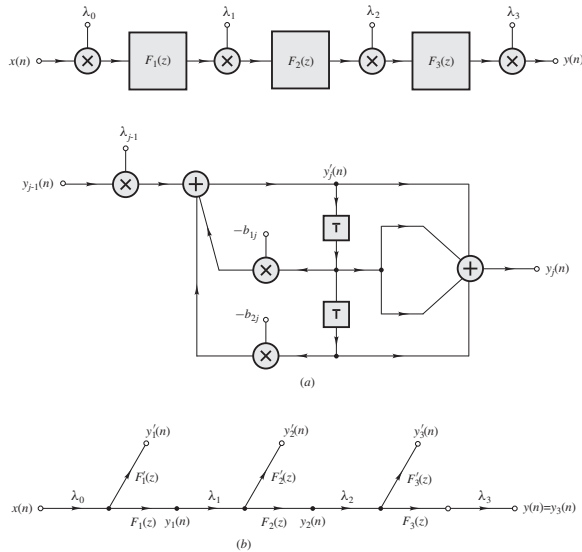 λ₀ λ₁ λ₂ λ₃
x(n) × F₁(z) × F₂(z) × F₃(z) × y(n)
λⱼ₋₁
yⱼ₋₁(n) × + y′ⱼ(n)
T
−b₁ⱼ
× + yⱼ(n)
T
−b₂ⱼ
×
(a)
y′₁(n) y′₂(n) y′₃(n)
F′₁(z) F′₂(z) F′₃(z)
x(n) λ₀ λ₁ λ₂ λ₃ y(n)=y₃(n)
F₁(z) y₁(n) F₂(z) y₂(n) F₃(z)
(b)